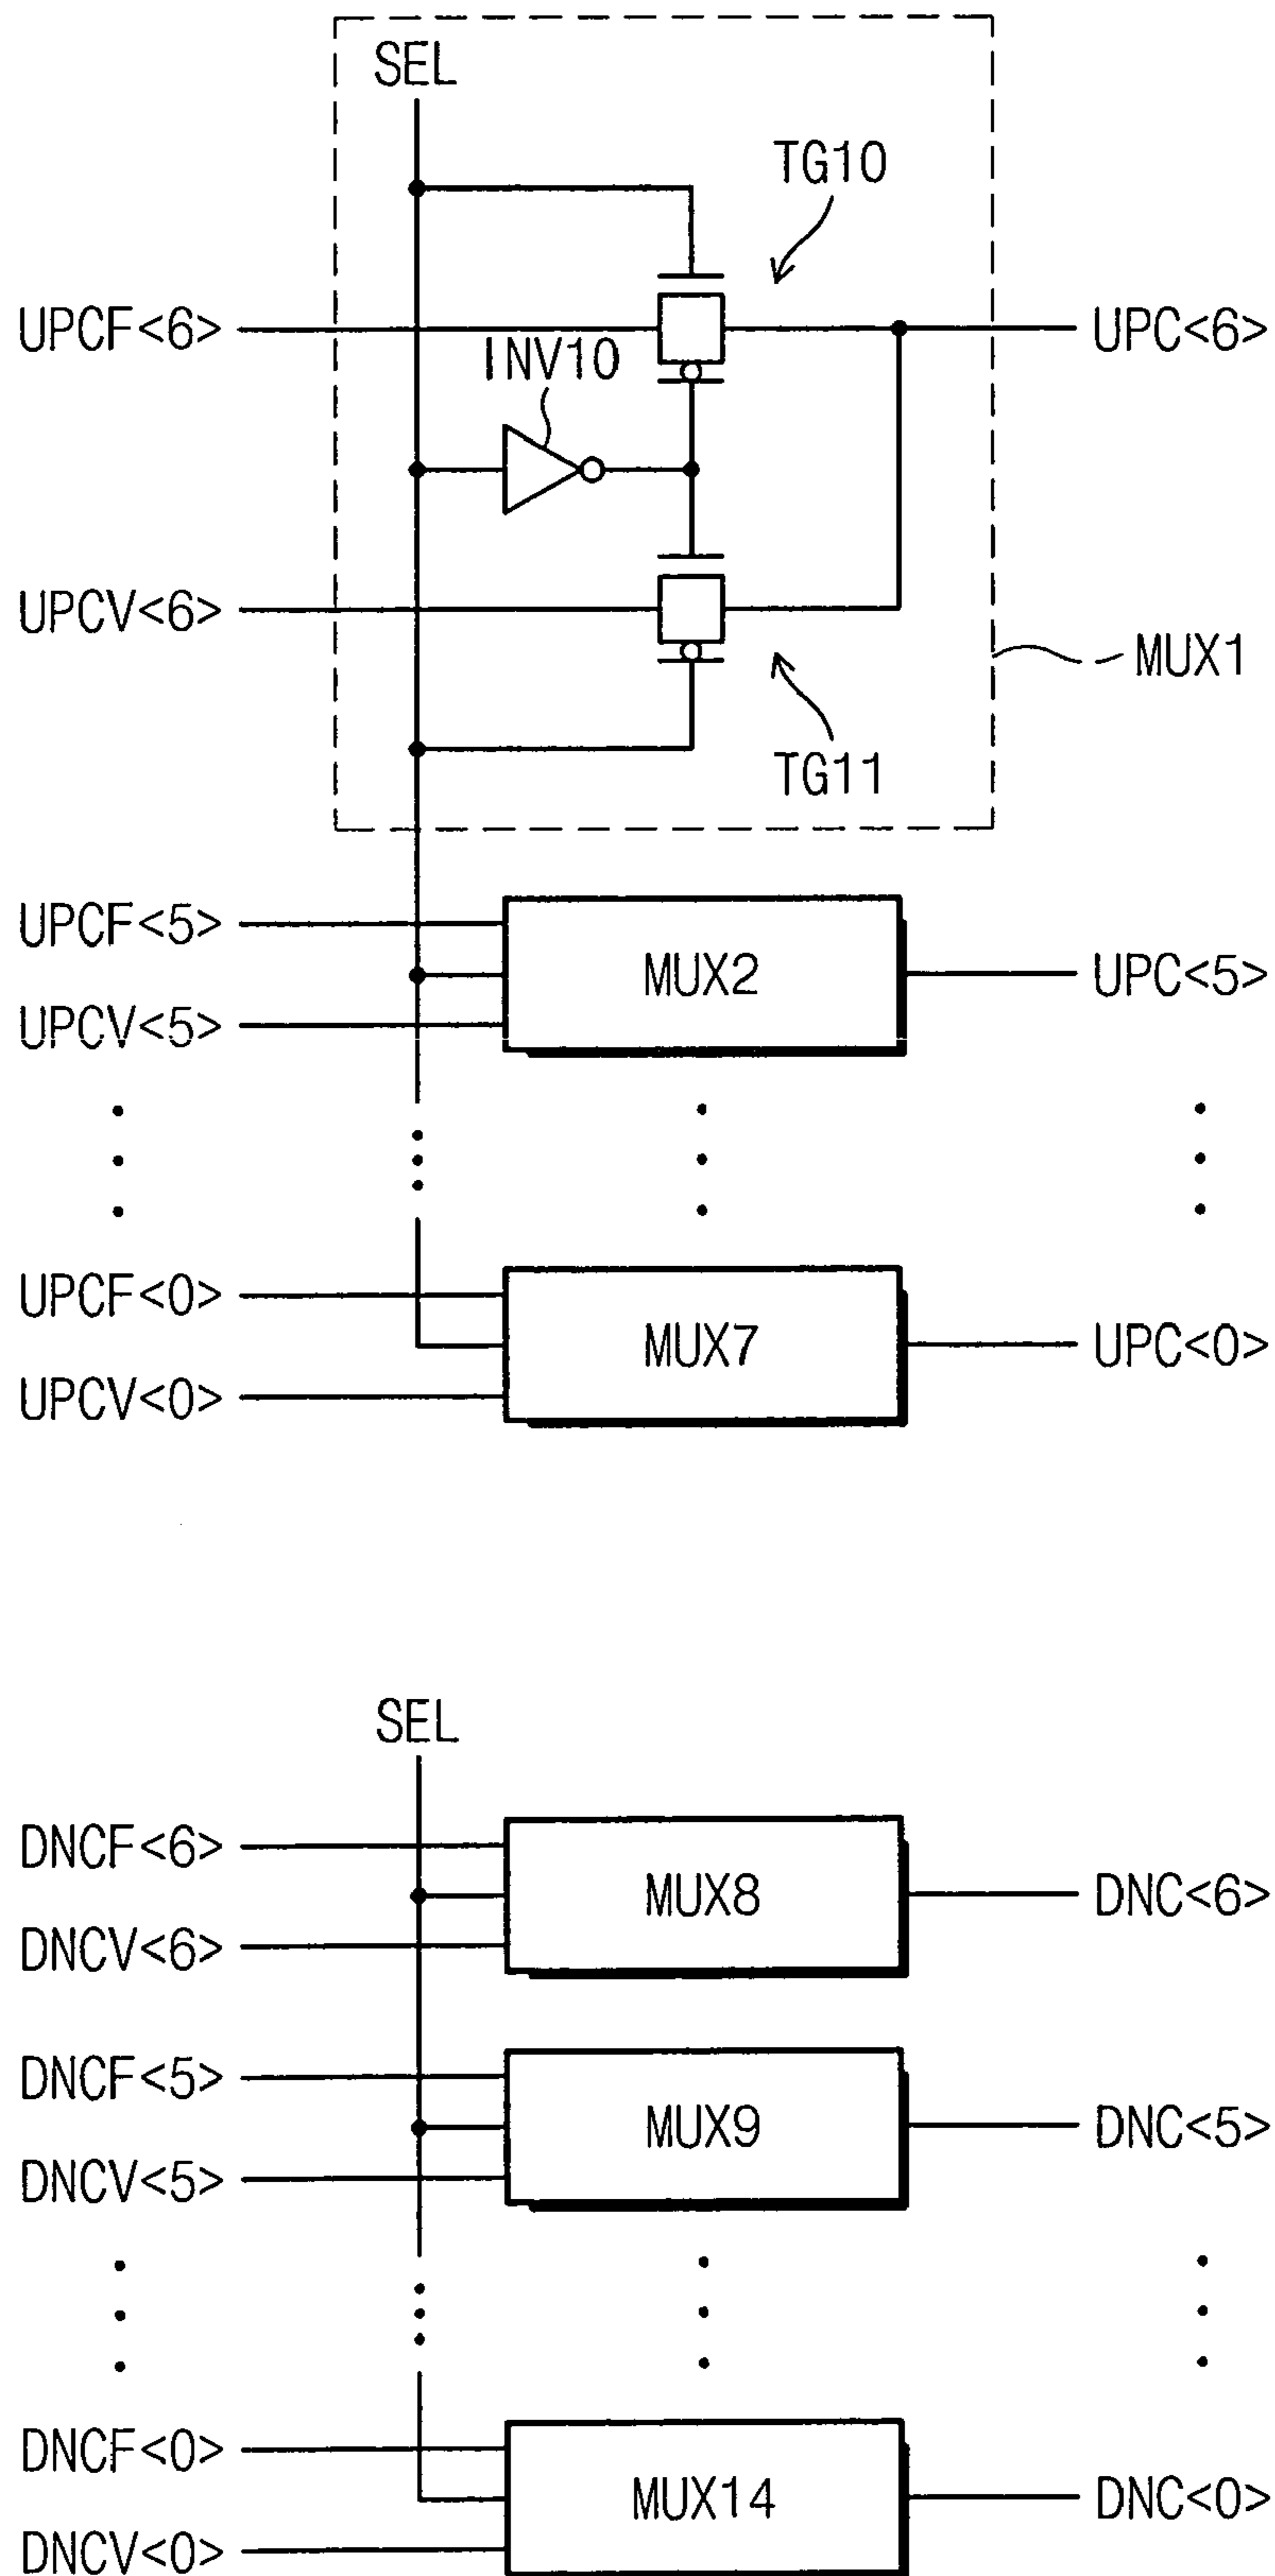 SEL
TG10
UPCF<6>
INV10
UPC<6>
UPCV<6>
MUX1
TG11
UPCF<5>
MUX2
UPC<5>
UPCV<5>
UPCF<0>
MUX7
UPC<0>
UPCV<0>
SEL
DNCF<6>
MUX8
DNC<6>
DNCV<6>
DNCF<5>
MUX9
DNC<5>
DNCV<5>
DNCF<0>
MUX14
DNC<0>
DNCV<0>